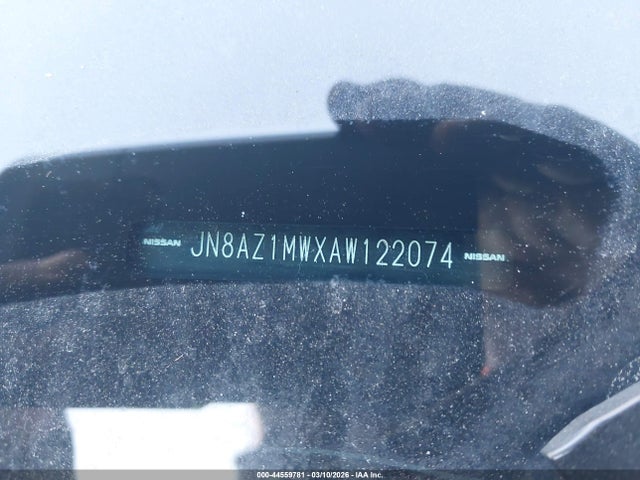 NISSAN JN8AZ1MWXAW122074 NISSAN
000-44559781 - 03/10/2026 - IAA Inc.